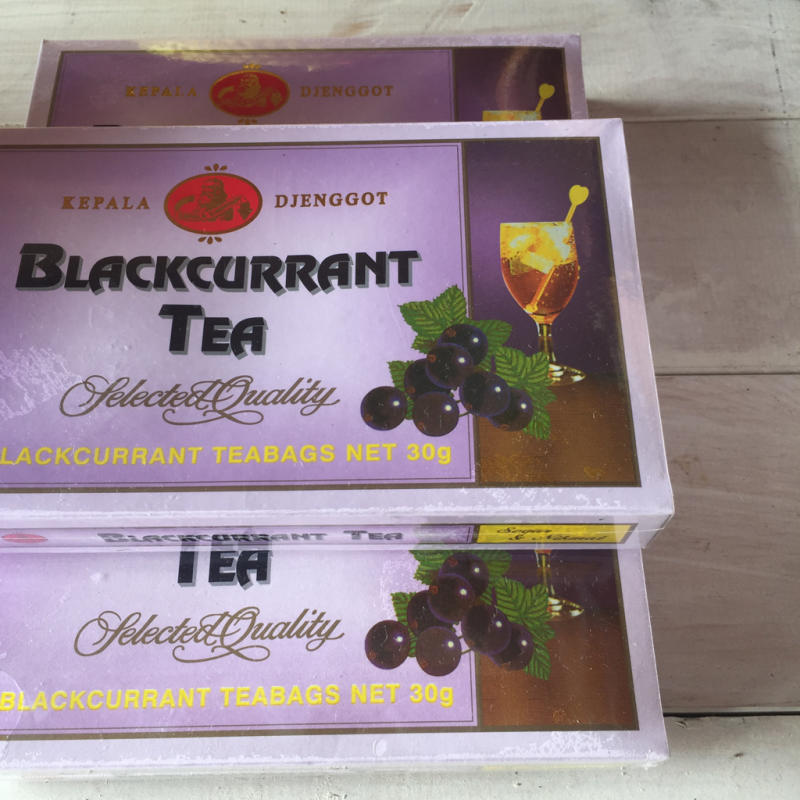 KEPALA DJENGGOT
KEPALA DJENGGOT
BLACKCURRANT
TEA
Selected Quality
LACKCURRANT TEABAGS NET 30g
BLACKCURRANT TEA
TEA
Selected Quality
BLACKCURRANT TEABAGS NET 30g